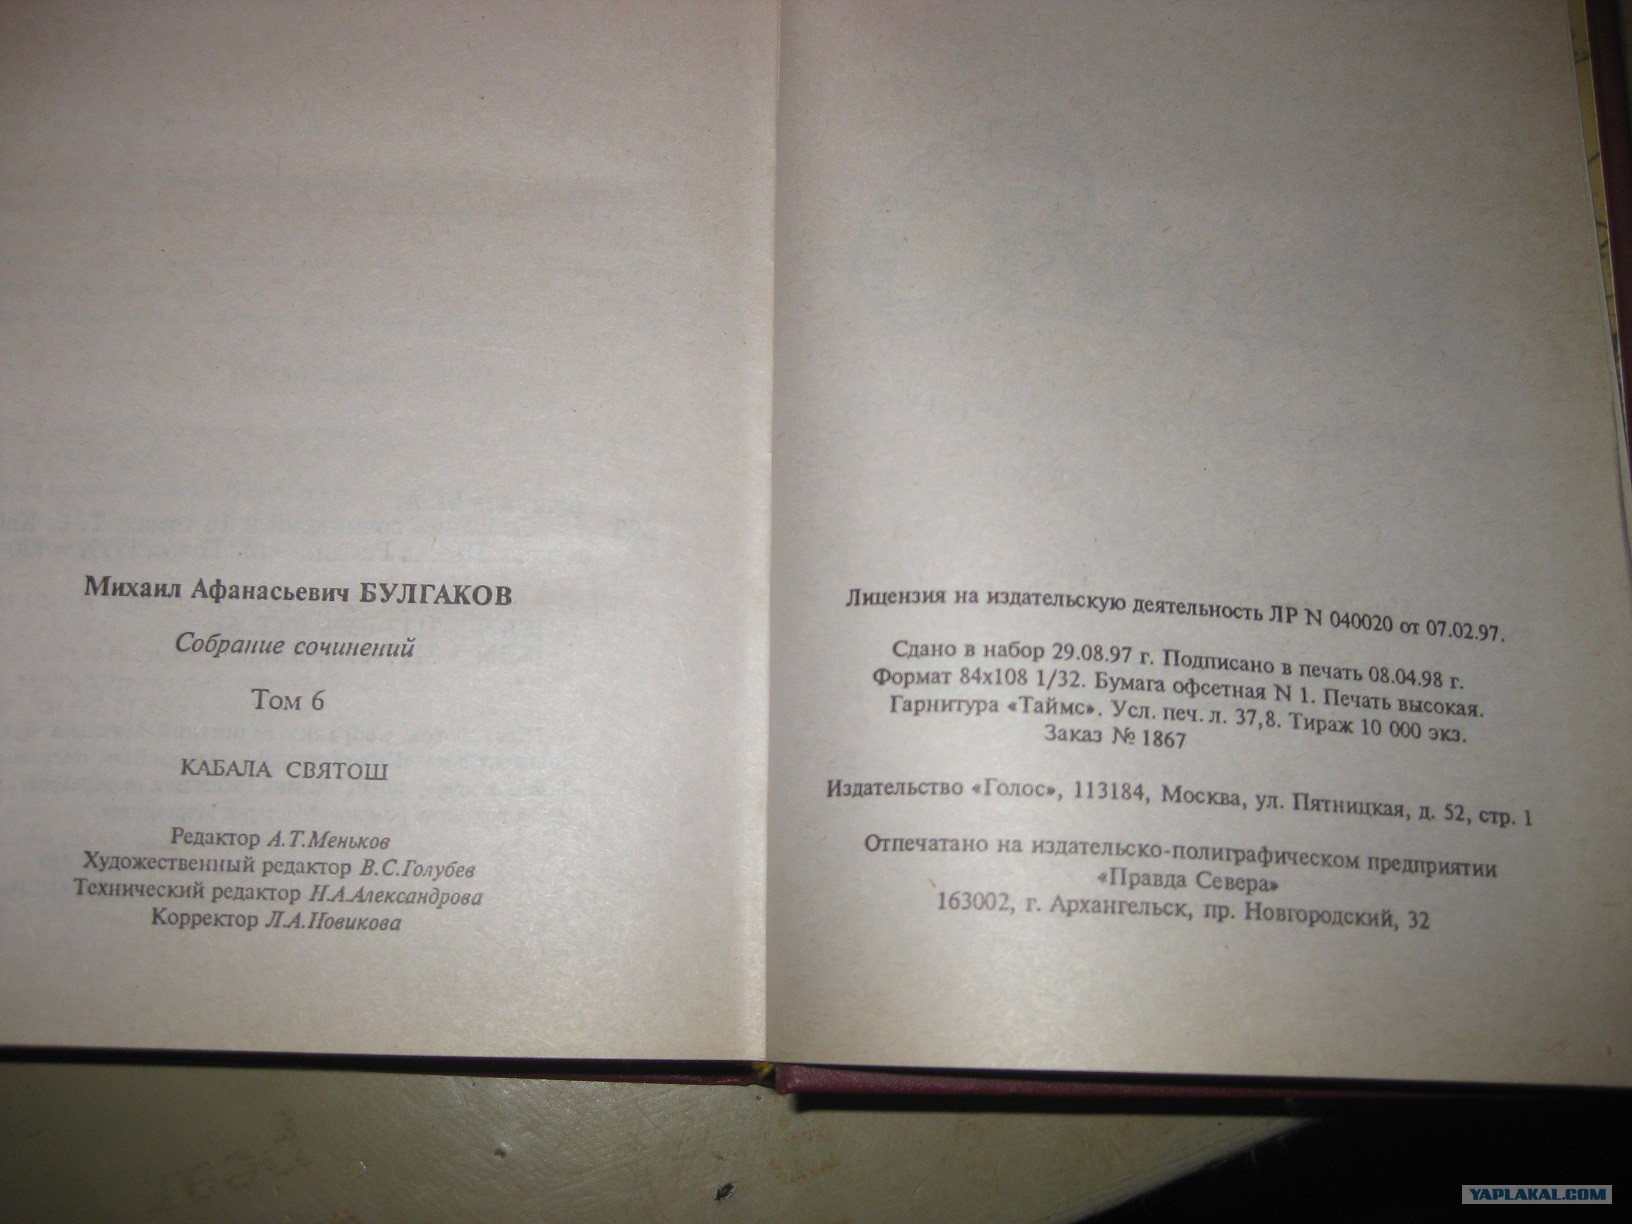 Михаил Афанасьевич БУЛГАКОВ
Собрание сочинений
Том 6
КАБАЛА СВЯТОШ
Редактор А.Т.Меньков
Художественный редактор В.С.Голубев
Технический редактор Н.А.Александрова
Корректор Л.А.Новикова
Лицензия на издательскую деятельность ЛР N 040020 от 07.02.97.
Сдано в набор 29.08.97 г. Подписано в печать 08.04.98 г.
Формат 84х108 1/32. Бумага офсетная N 1. Печать высокая.
Гарнитура «Таймс». Усл. печ. л. 37,8. Тираж 10 000 экз.
Заказ № 1867
Издательство «Голос», 113184, Москва, ул. Пятницкая, д. 52, стр. 1
Отпечатано на издательско-полиграфическом предприятии
«Правда Севера»
163002, г. Архангельск, пр. Новгородский, 32
YAPLAKAL.COM